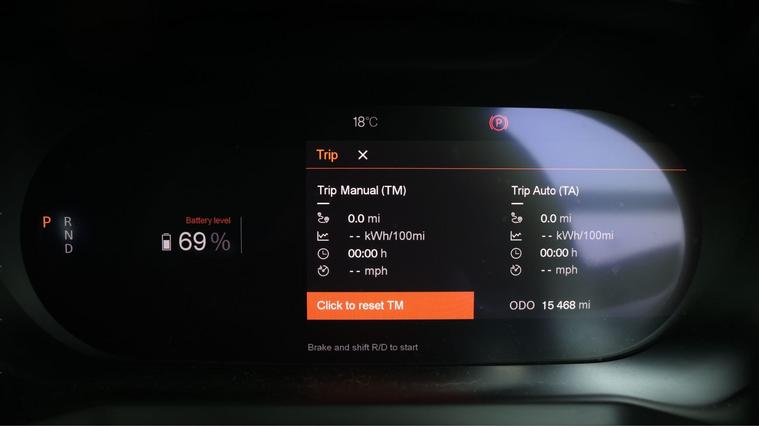 18°C
P
Trip ✕
P R
N
D
Battery level
69 %
Trip Manual (TM)
0.0 mi
-- kWh/100mi
00:00 h
-- mph
Click to reset TM
Trip Auto (TA)
0.0 mi
-- kWh/100mi
00:00 h
-- mph
ODO 15 468 mi
Brake and shift R/D to start